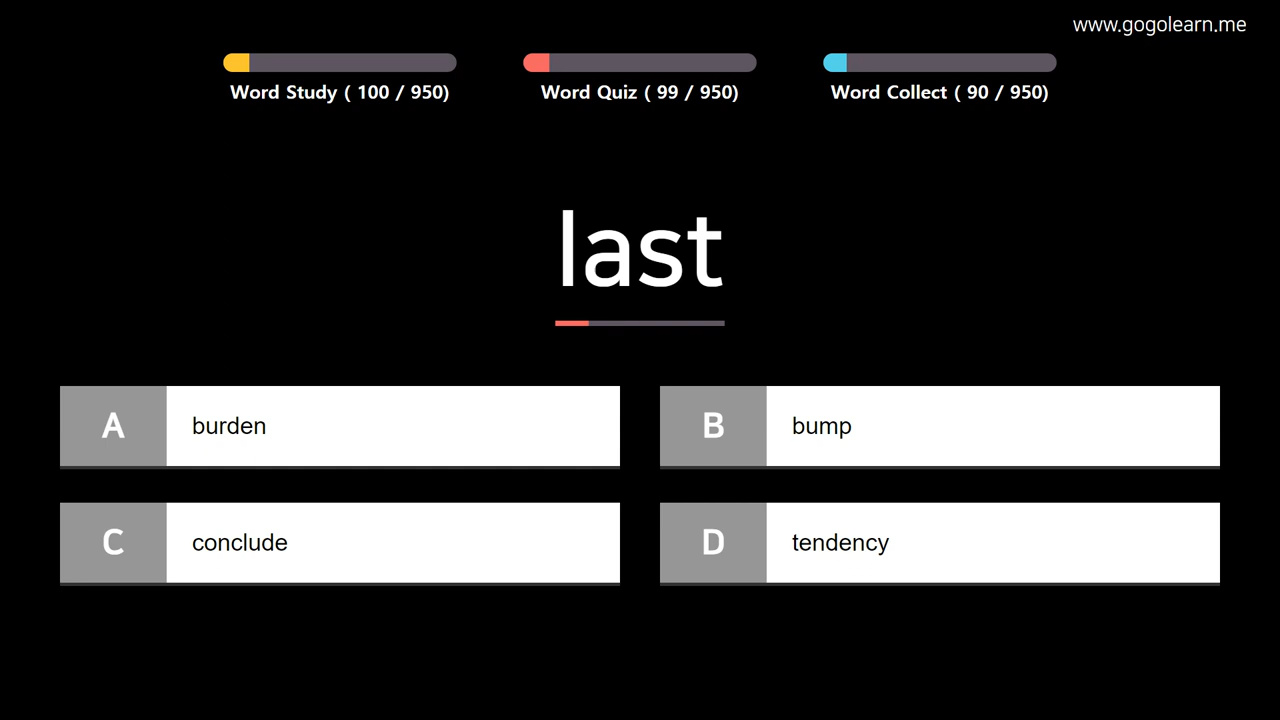 www.gogolearn.me
Word Study ( 100 / 950)
Word Quiz ( 99 / 950)
Word Collect ( 90 / 950)
last
A
burden
B
bump
C
conclude
D
tendency